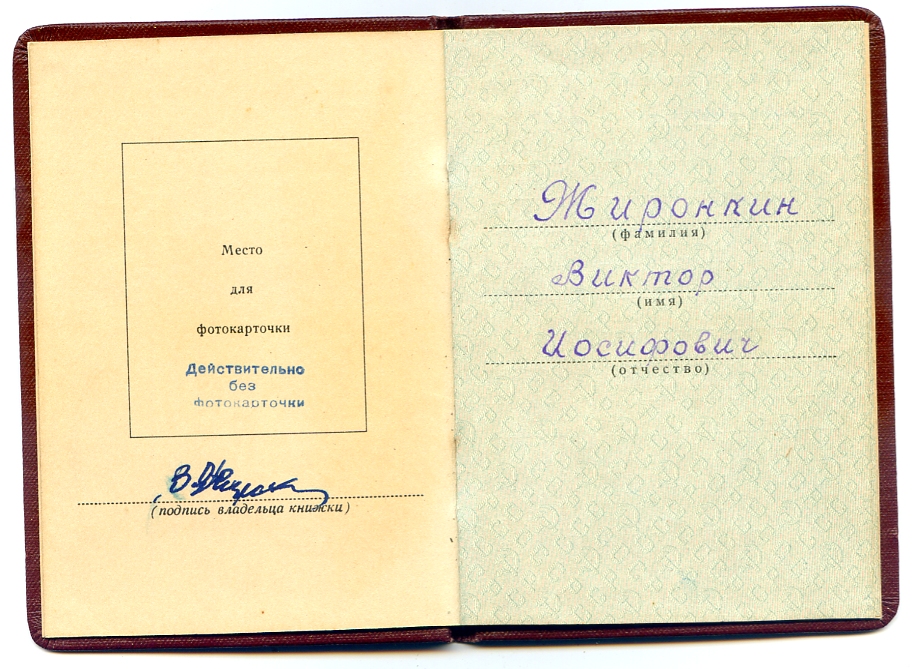 Место
для
фотокарточки
Действительно
без
фотокарточки
(подпись владельца книжки)
Жиронкин
(фамилия)
Виктор
(имя)
Иосифович
(отчество)